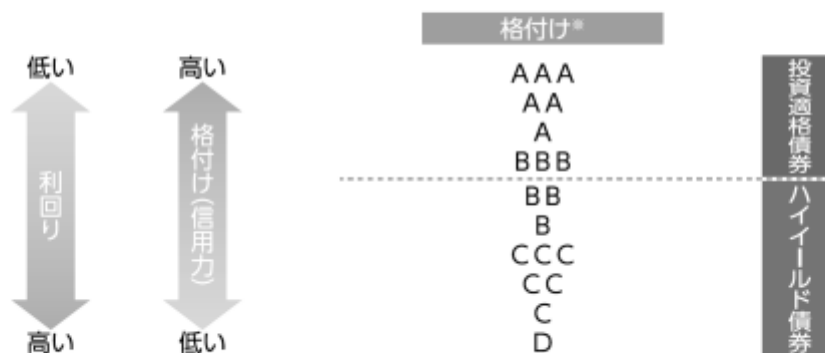 格付け※
低い
高い
利回り
格付け(信用力)
高い
低い
AAA
AA
A
BBB
BB
B
CCC
CC
C
D
投資適格債券
ハイイールド債券